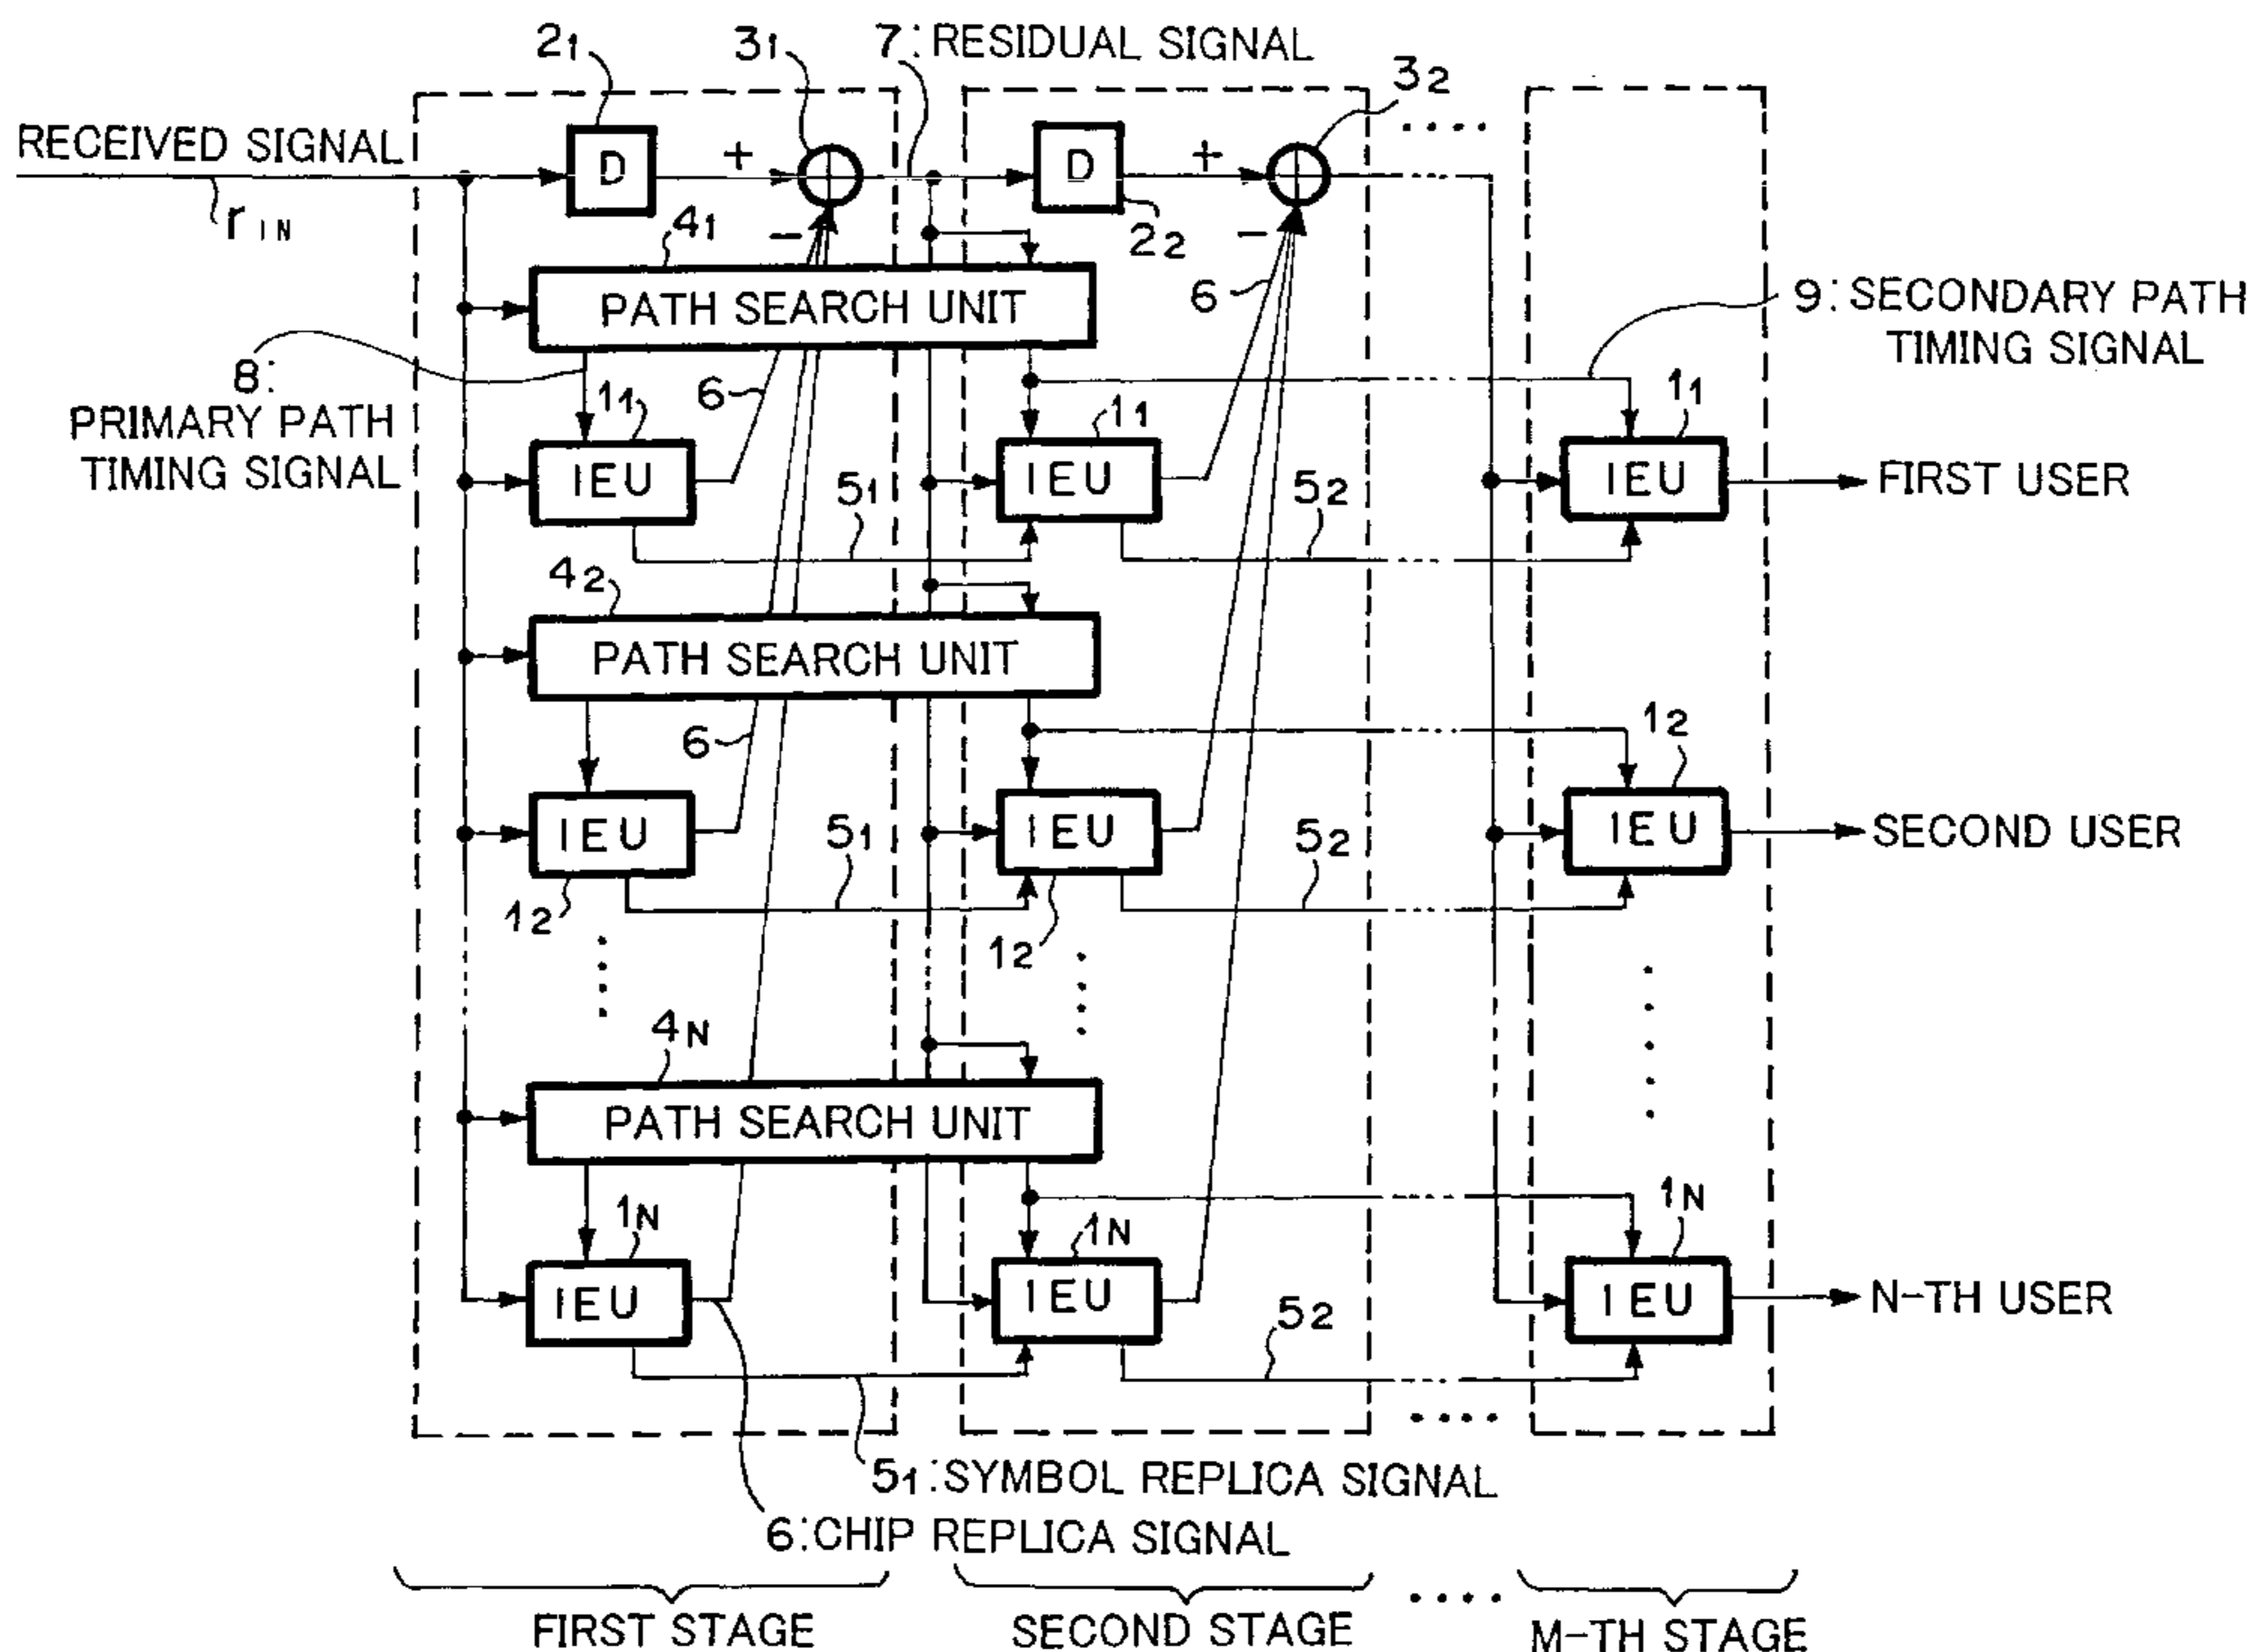 21
31
7:RESIDUAL SIGNAL
32
RECEIVED SIGNAL
D
+
D
+
rIN
41
-
-
22
PATH SEARCH UNIT
6
9:SECONDARY PATH
TIMING SIGNAL
8:
PRIMARY PATH
TIMING SIGNAL
11
6
11
11
IEU
IEU
IEU
FIRST USER
51
52
42
PATH SEARCH UNIT
6
12
IEU
IEU
IEU
SECOND USER
51
52
12
12
4N
PATH SEARCH UNIT
1N
1N
1N
IEU
IEU
IEU
N-TH USER
52
51:SYMBOL REPLICA SIGNAL
6:CHIP REPLICA SIGNAL
FIRST STAGE
SECOND STAGE
M-TH STAGE